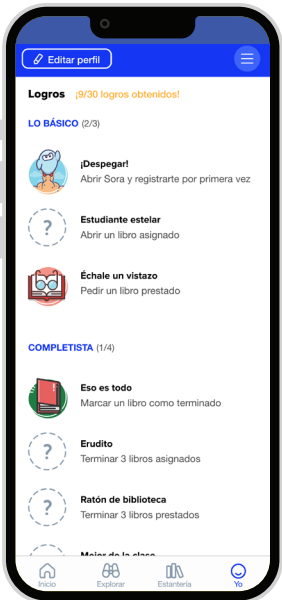 Editar perfil
Logros ¡9/30 logros obtenidos!
LO BÁSICO (2/3)
¡Despegar!
Abrir Sora y registrarte por primera vez
?
Estudiante estelar
Abrir un libro asignado
Échale un vistazo
Pedir un libro prestado
COMPLETISTA (1/4)
Eso es todo
Marcar un libro como terminado
?
Erudito
Terminar 3 libros asignados
?
Ratón de biblioteca
Terminar 3 libros prestados
Mejor de la clase
Inicio Explorar Estantería Yo